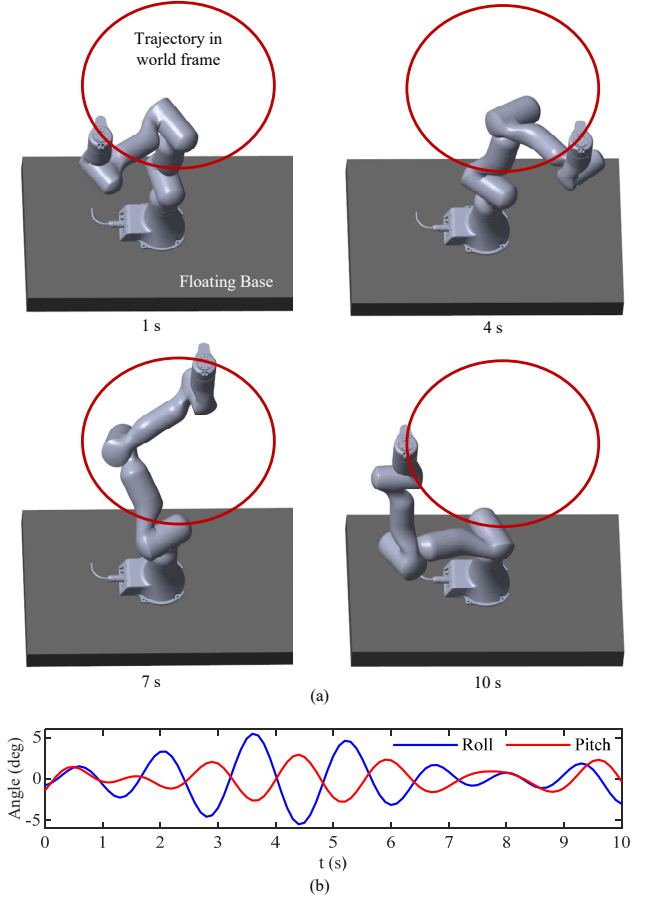 Trajectory in
world frame
Floating Base
1 s
4 s
7 s
10 s
(a)
Angle (deg)
5
0
-5
Roll
Pitch
0 1 2 3 4 5 6 7 8 9 10
t (s)
(b)